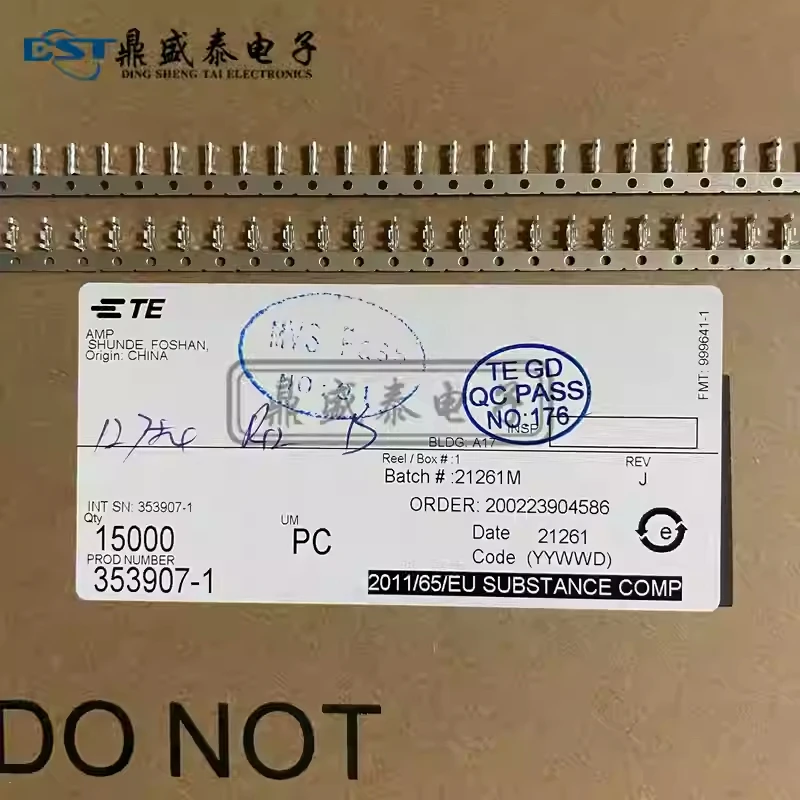 DST 鼎盛泰电子
DING SHENG TAI ELECTRONICS
TE
AMP
SHUNDE, FOSHAN,
Origin: CHINA
MVS Pass
NO:
TE GD
QC PASS
NO:176
FMT: 999641-1
鼎盛泰电子
INSP
BLDG. A17
Reel / Box # :1
REV
Batch # :21261M
J
INT SN: 353907-1
ORDER: 200223904586
Qty
15000
UM
PC
Date 21261
Code (YYWWD)
e
PROD NUMBER
353907-1
2011/65/EU SUBSTANCE COMP
DO NOT